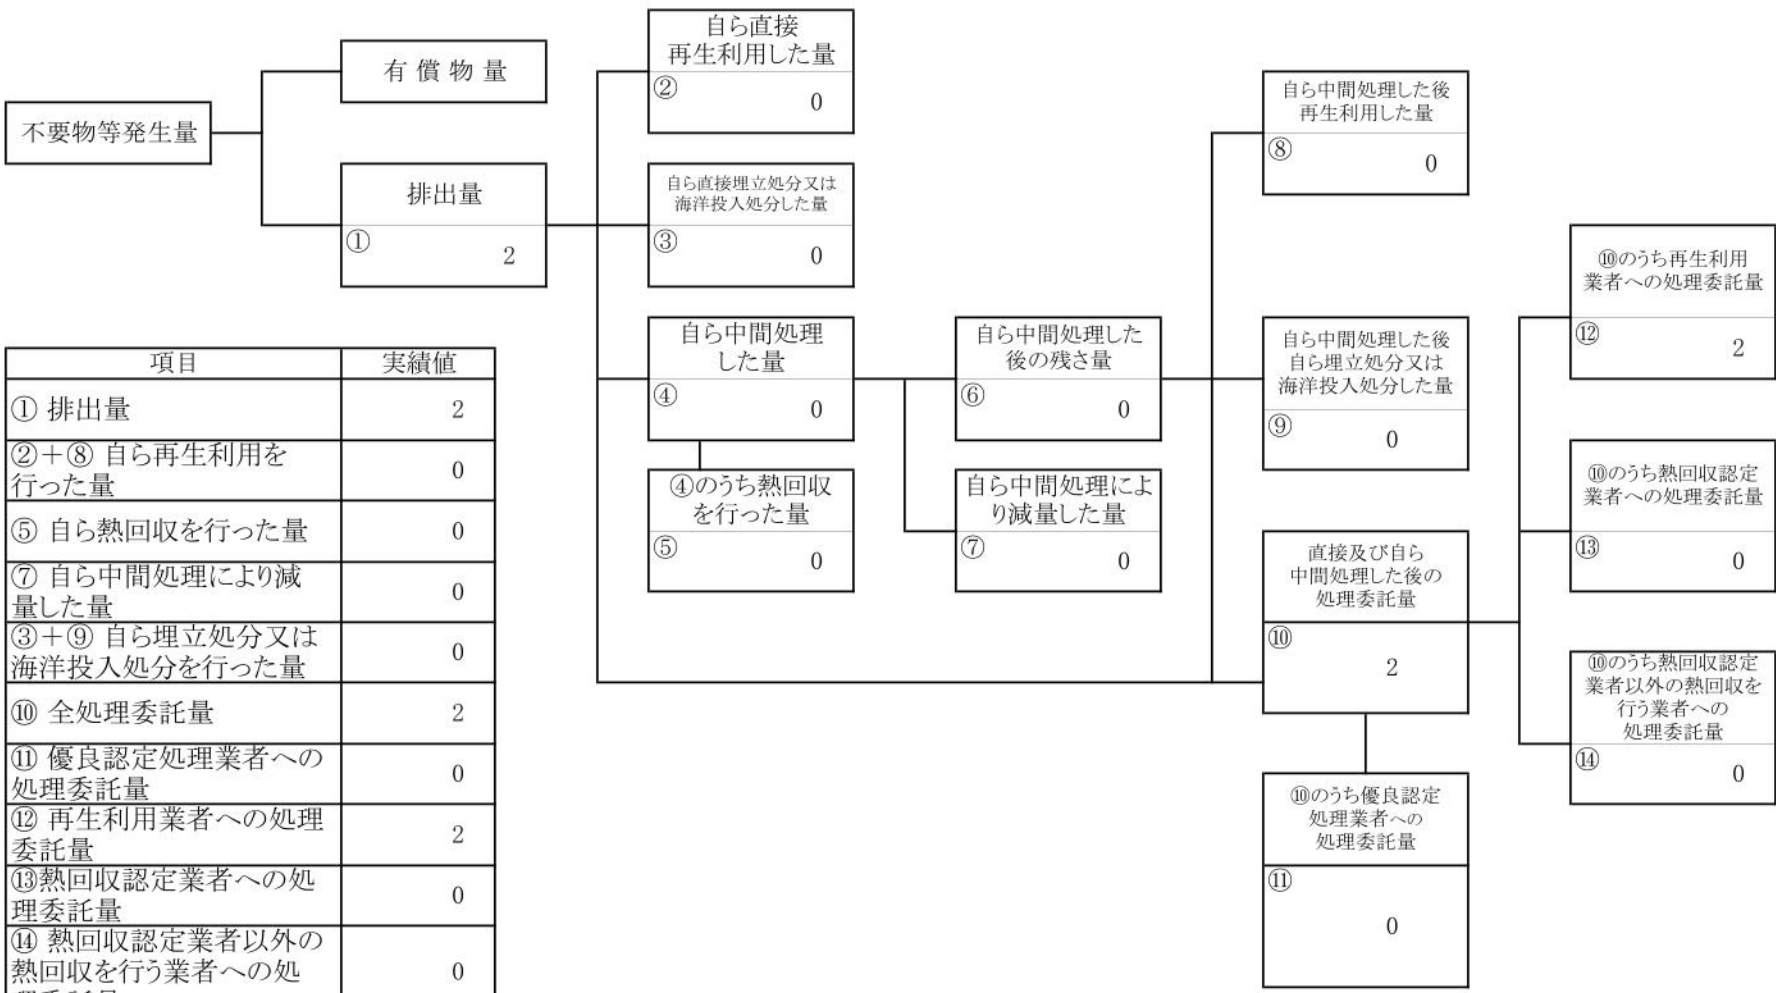 不要物等発生量
有 償 物 量
排出量
①
2
自ら直接
再生利用した量
②
0
自ら直接埋立処分又は
海洋投入処分した量
③
0
自ら中間処理
した量
④
0
④のうち熱回収
を行った量
⑤
0
自ら中間処理した
後の残さ量
⑥
0
自ら中間処理によ
り減量した量
⑦
0
自ら中間処理した後
再生利用した量
⑧
0
自ら中間処理した後
自ら埋立処分又は
海洋投入処分した量
⑨
0
直接及び自ら
中間処理した後の
処理委託量
⑩
2
⑩のうち優良認定
処理業者への
処理委託量
⑪
0
⑩のうち再生利用
業者への処理委託量
⑫
2
⑩のうち熱回収認定
業者への処理委託量
⑬
0
⑩のうち熱回収認定
業者以外の熱回収を
行う業者への
処理委託量
⑭
0
項目 実績値
① 排出量 2
②+⑧ 自ら再生利用を
行った量 0
⑤ 自ら熱回収を行った量 0
⑦ 自ら中間処理により減
量した量 0
③+⑨ 自ら埋立処分又は
海洋投入処分を行った量 0
⑩ 全処理委託量 2
⑪ 優良認定処理業者への
処理委託量 0
⑫ 再生利用業者への処理
委託量 2
⑬熱回収認定業者への処
理委託量 0
⑭ 熱回収認定業者以外の
熱回収を行う業者への処 0